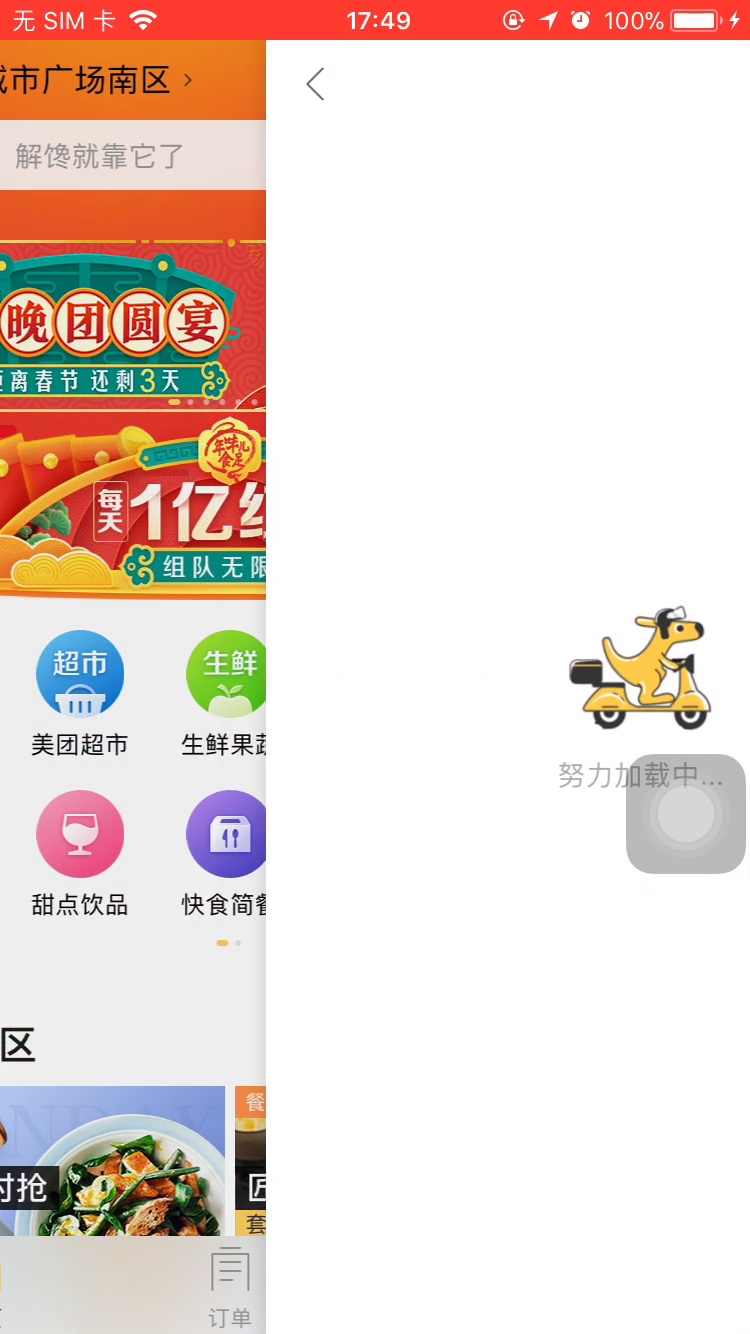 无 SIM 卡
17:49
100%
城市广场南区
解馋就靠它了
晚团圆宴
距离春节 还剩3天
年味儿
食足
每天
1亿红
组队无限
超市
生鲜
美团超市
生鲜果蔬
甜点饮品
快食简餐
区
NDAY
餐
时抢
匠
套
订单
努力加载中...